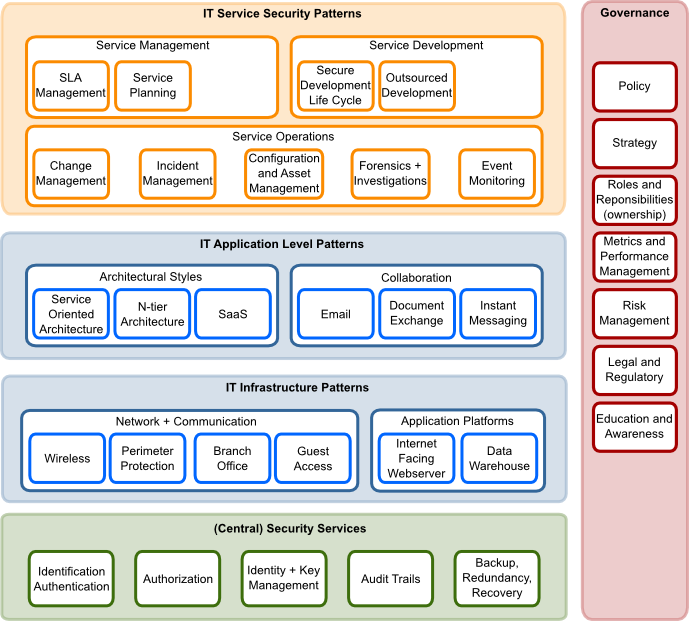 IT Service Security Patterns
Service Management
SLA
Management
Service
Planning
Service Development
Secure
Development
Life Cycle
Outsourced
Development
Service Operations
Change
Management
Incident
Management
Configuration
and Asset
Management
Forensics +
Investigations
Event
Monitoring
IT Application Level Patterns
Architectural Styles
Service
Oriented
Architecture
N-tier
Architecture
SaaS
Collaboration
Email
Document
Exchange
Instant
Messaging
IT Infrastructure Patterns
Network + Communication
Wireless
Perimeter
Protection
Branch
Office
Guest
Access
Application Platforms
Internet
Facing
Webserver
Data
Warehouse
(Central) Security Services
Identification
Authentication
Authorization
Identity + Key
Management
Audit Trails
Backup,
Redundancy,
Recovery
Governance
Policy
Strategy
Roles and
Reponsibilities
(ownership)
Metrics and
Performance
Management
Risk
Management
Legal and
Regulatory
Education and
Awareness